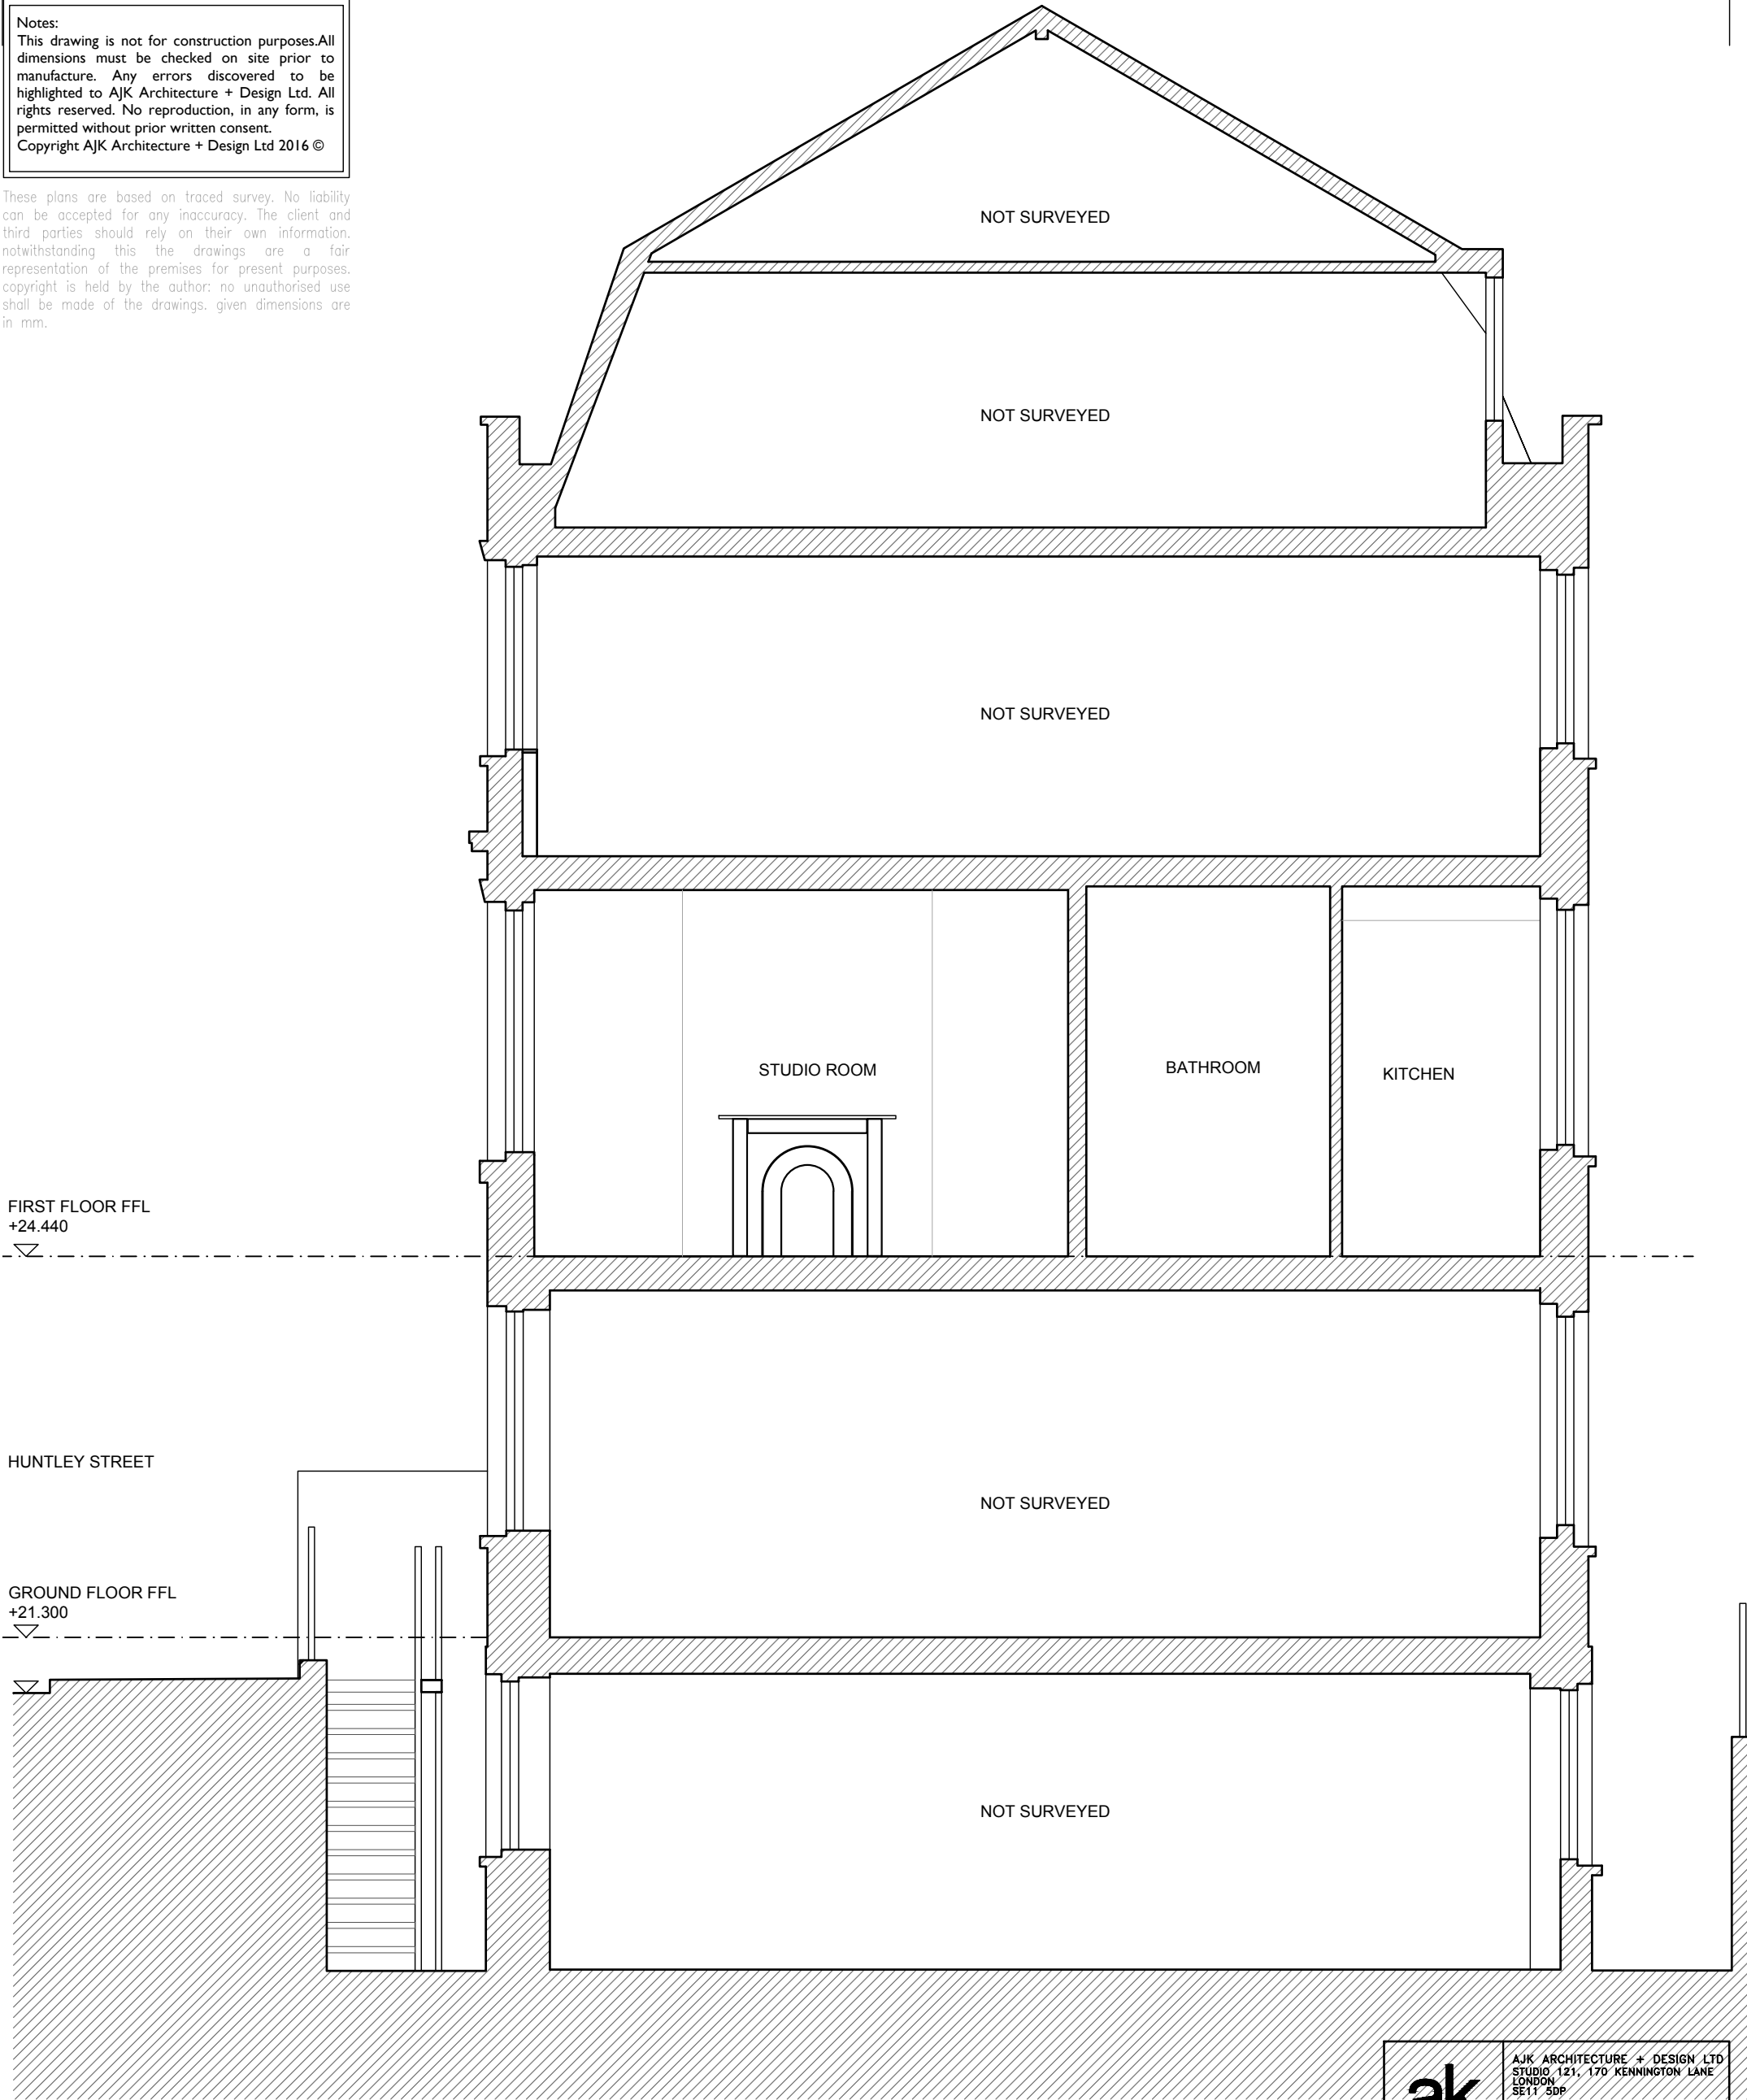 Notes:
This drawing is not for construction purposes.All
dimensions must be checked on site prior to
manufacture. Any errors discovered to be
highlighted to AJK Architecture + Design Ltd. All
rights reserved. No reproduction, in any form, is
permitted without prior written consent.
Copyright AJK Architecture + Design Ltd 2016 ©
These plans are based on traced survey. No liability
can be accepted for any inaccuracy. The client and
third parties should rely on their own information.
notwithstanding this the drawings are a fair
representation of the premises for present purposes.
copyright is held by the author: no unauthorised use
shall be made of the drawings. given dimensions are
in mm.
NOT SURVEYED
NOT SURVEYED
NOT SURVEYED
STUDIO ROOM
BATHROOM
KITCHEN
FIRST FLOOR FFL
+24.440
HUNTLEY STREET
NOT SURVEYED
GROUND FLOOR FFL
+21.300
NOT SURVEYED
ak
AJK ARCHITECTURE + DESIGN LTD
STUDIO 121, 170 KENNINGTON LANE
LONDON
SE11 5DP